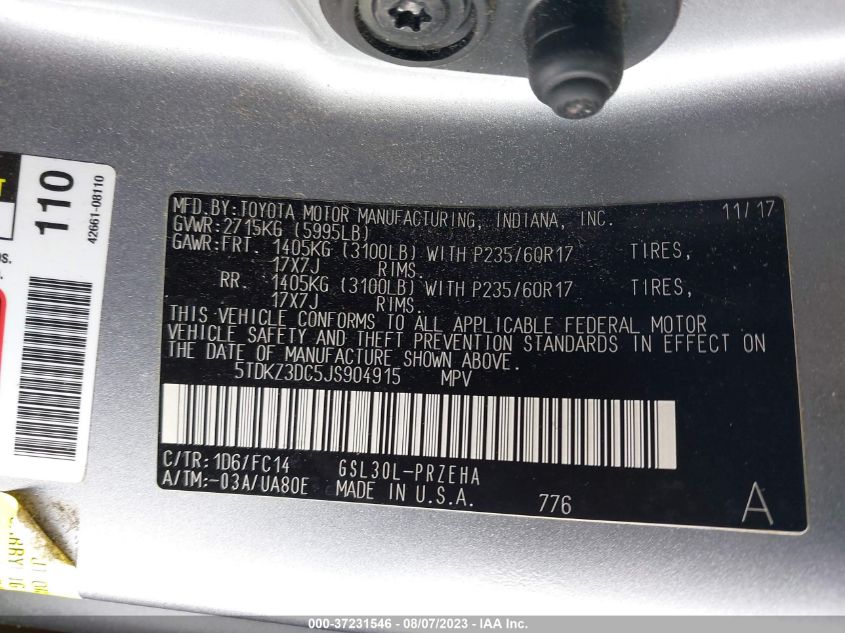 110
42661-08110
MFD.BY:TOYOTA MOTOR MANUFACTURING, INDIANA, INC. 11/17
GVWR:2715KG (5995LB)
GAWR:FRT. 1405KG (3100LB) WITH P235/60R17 TIRES,
17X7J RIMS.
RR. 1405KG (3100LB) WITH P235/60R17 TIRES,
17X7J RIMS.
THIS VEHICLE CONFORMS TO ALL APPLICABLE FEDERAL MOTOR
VEHICLE SAFETY AND THEFT PREVENTION STANDARDS IN EFFECT ON
THE DATE OF MANUFACTURE SHOWN ABOVE.
5TDKZ3DC5JS904915 MPV
C/TR:1D6/FC14 GSL30L-PRZEHA
A/TM:-03A/UA80E MADE IN U.S.A. 776 A
000-37231546 - 08/07/2023 - IAA Inc.